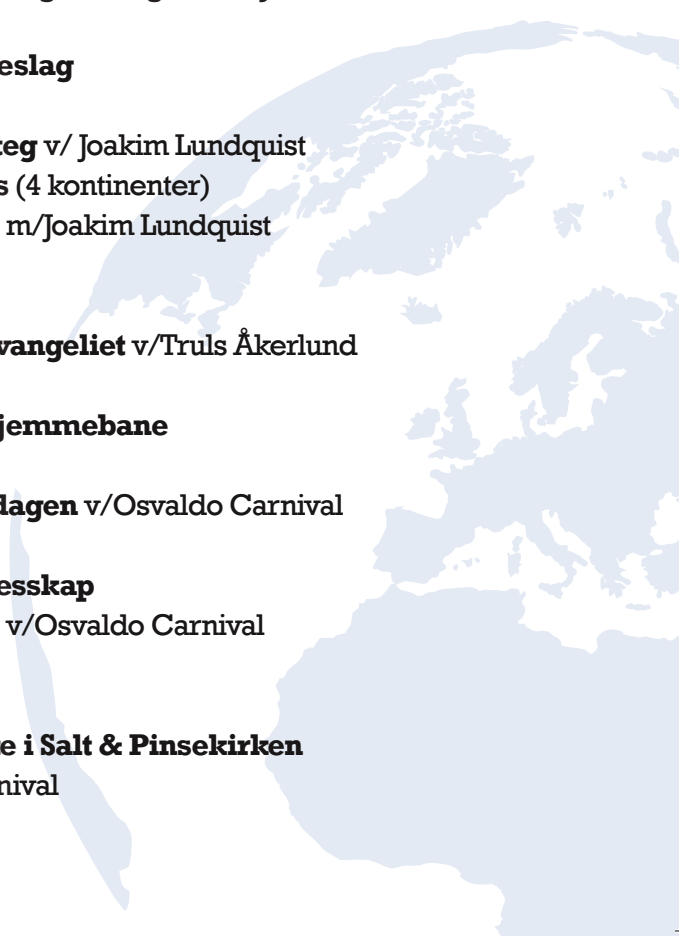 eslag
teg v/ Joakim Lundquist
s (4 kontinenter)
m/Joakim Lundquist
vangeliet v/Truls Åkerlund
jemmebane
dagen v/Osvaldo Carnival
esskap
v/Osvaldo Carnival
e i Salt & Pinsekirken
nival